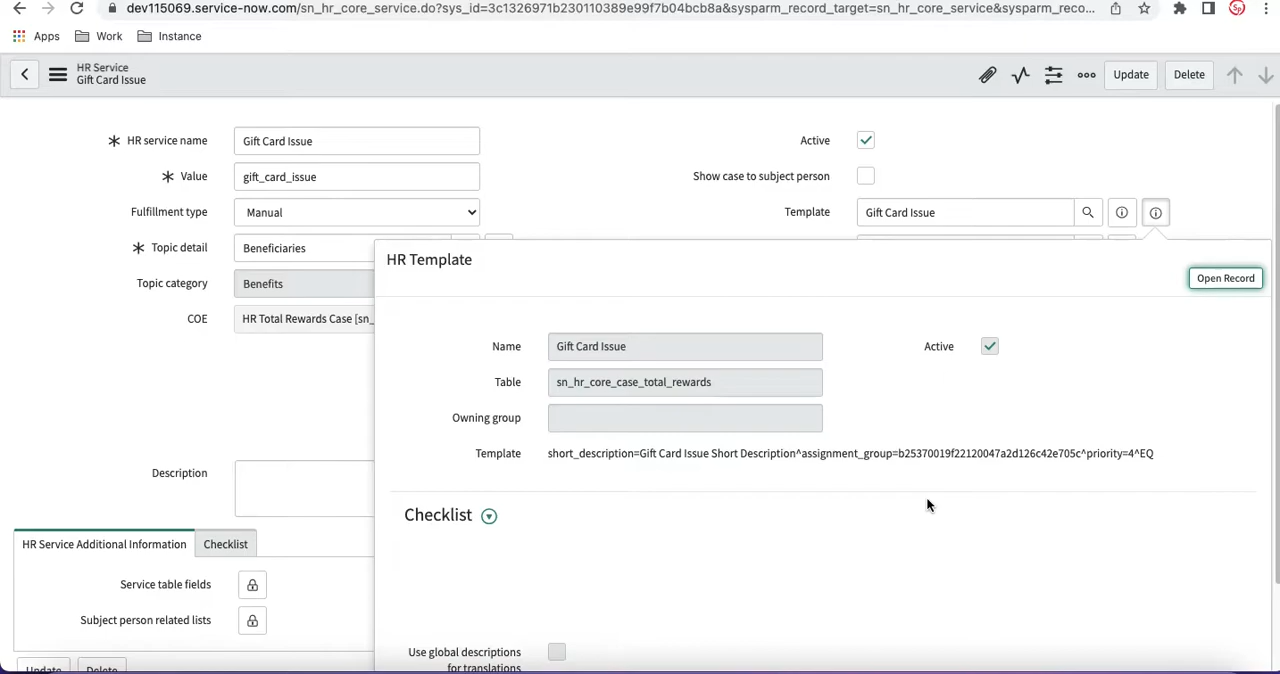 dev115069.service-now.com/sn_hr_core_service.do?sys_id=3c1326971b230110389e99f7b04bcb8a&sysparm_record_target=sn_hr_core_service&sysparm_reco...
Sp
Apps Work Instance
HR Service
Gift Card Issue
Update Delete
HR service name Gift Card Issue Active
Value gift_card_issue Show case to subject person
Fulfillment type Manual Template Gift Card Issue
Topic detail Beneficiaries
HR Template
Open Record
Topic category Benefits
COE HR Total Rewards Case [sn_
Name Gift Card Issue Active
Table sn_hr_core_case_total_rewards
Owning group
Template short_description=Gift Card Issue Short Description^assignment_group=b25370019f22120047a2d126c42e705c^priority=4^EQ
Description
Checklist
HR Service Additional Information Checklist
Service table fields
Subject person related lists
Use global descriptions
for translations
Update Delete